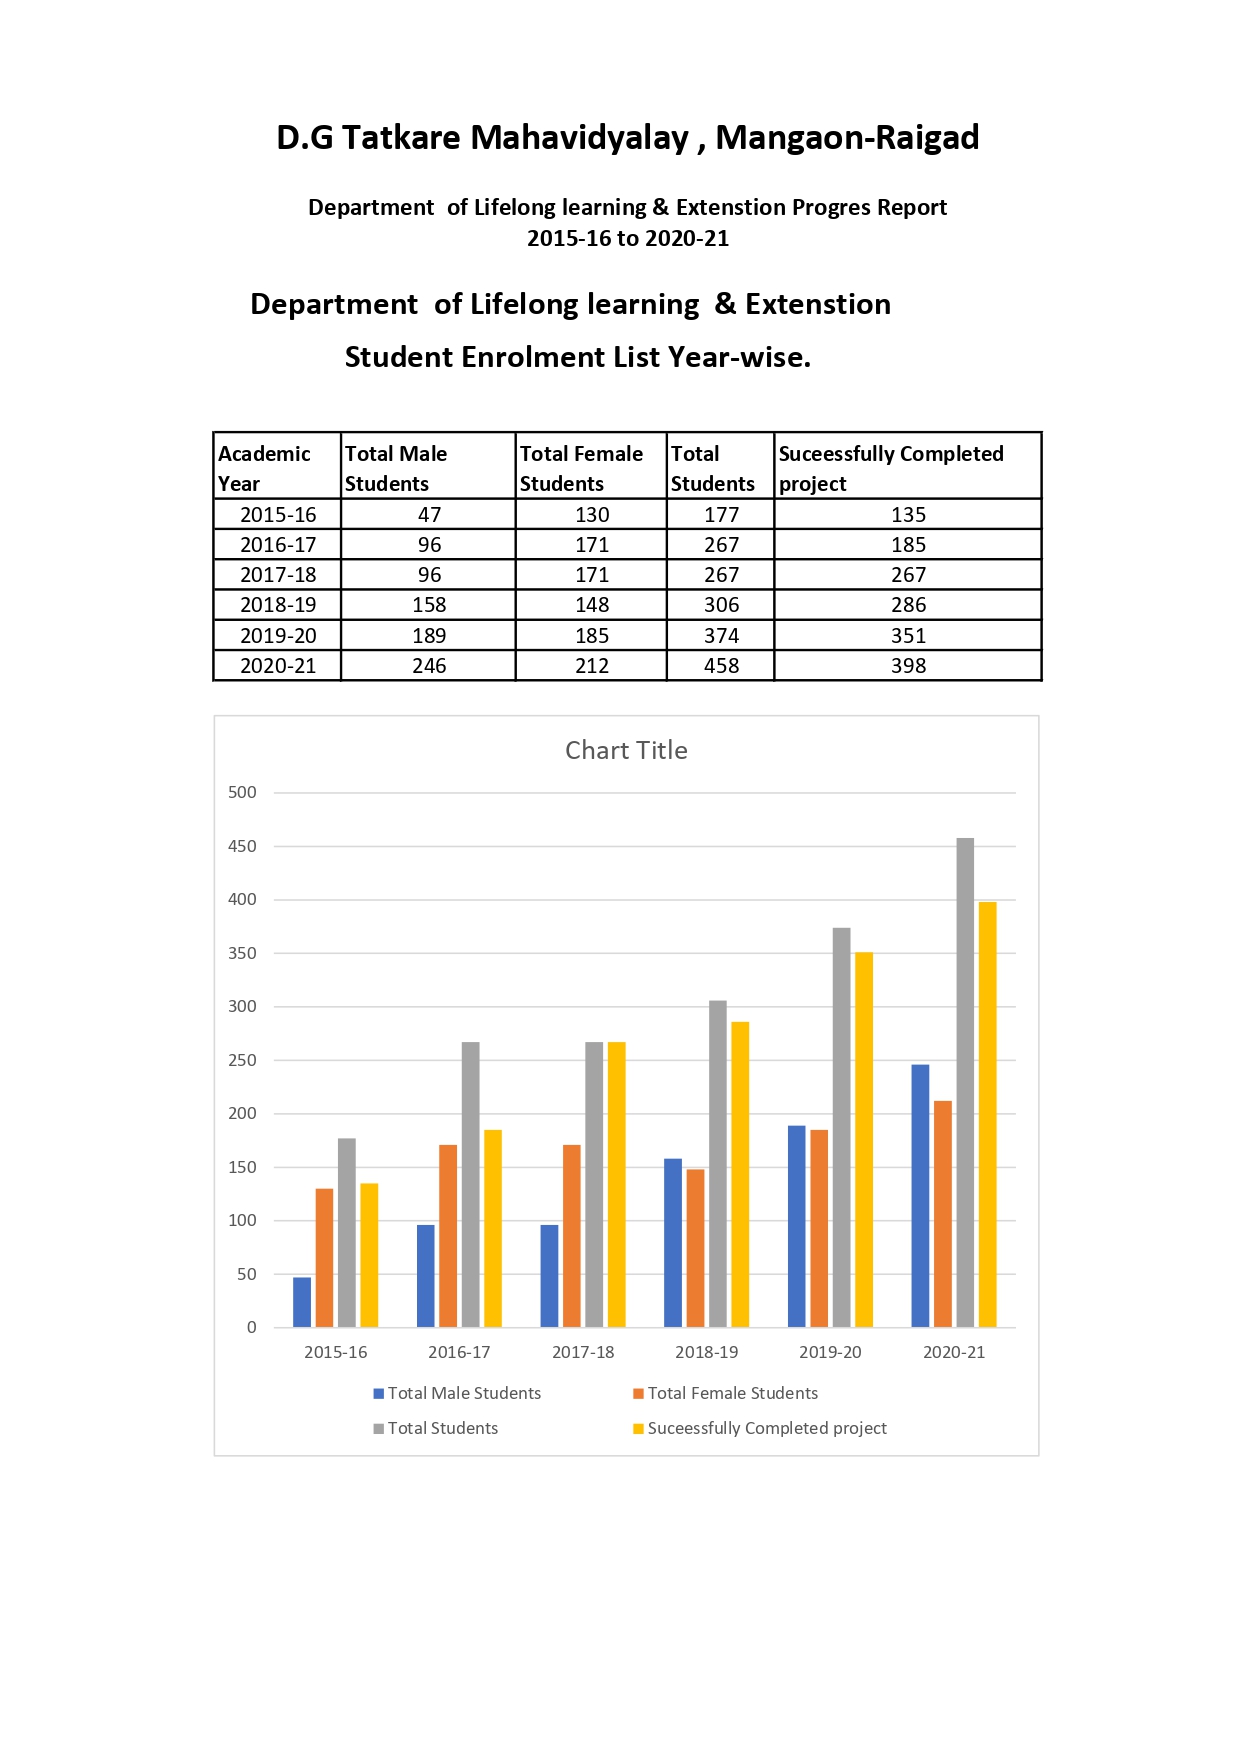 D.G Tatkare Mahavidyalay , Mangaon-Raigad
Department of Lifelong learning & Extenstion Progres Report
2015-16 to 2020-21
Department of Lifelong learning & Extenstion
Student Enrolment List Year-wise.
Academic Year Total Male Students Total Female Students Total Students Suceessfully Completed project
2015-16 47 130 177 135
2016-17 96 171 267 185
2017-18 96 171 267 267
2018-19 158 148 306 286
2019-20 189 185 374 351
2020-21 246 212 458 398
Chart Title
500
450
400
350
300
250
200
150
100
50
0
2015-16 2016-17 2017-18 2018-19 2019-20 2020-21
Total Male Students Total Female Students
Total Students Suceessfully Completed project